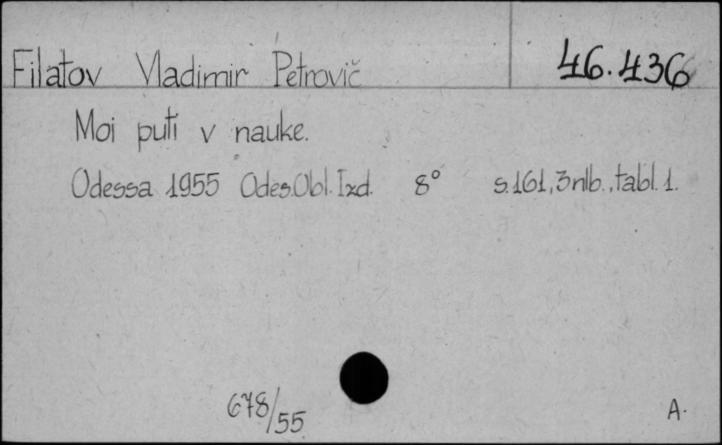 Filatov Vladimir Petrovič 46.436
Moi puti v nauke.
Odessa 1955 Odes.Obl.Izd. 8° s.161,3nlb.,tabl.1.
678/55 A.